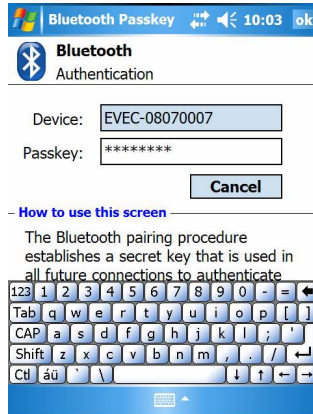 Bluetooth Passkey 10:03 ok
Bluetooth
Authentication
Device: EVEC-08070007
Passkey: ********
Cancel
How to use this screen
The Bluetooth pairing procedure
establishes a secret key that is used in
all future connections to authenticate
123 1 2 3 4 5 6 7 8 9 0 - =
Tab q w e r t y u i o p [ ]
CAP a s d f g h j k l ; '
Shift z x c v b n m , . /
Ctl áü ` \